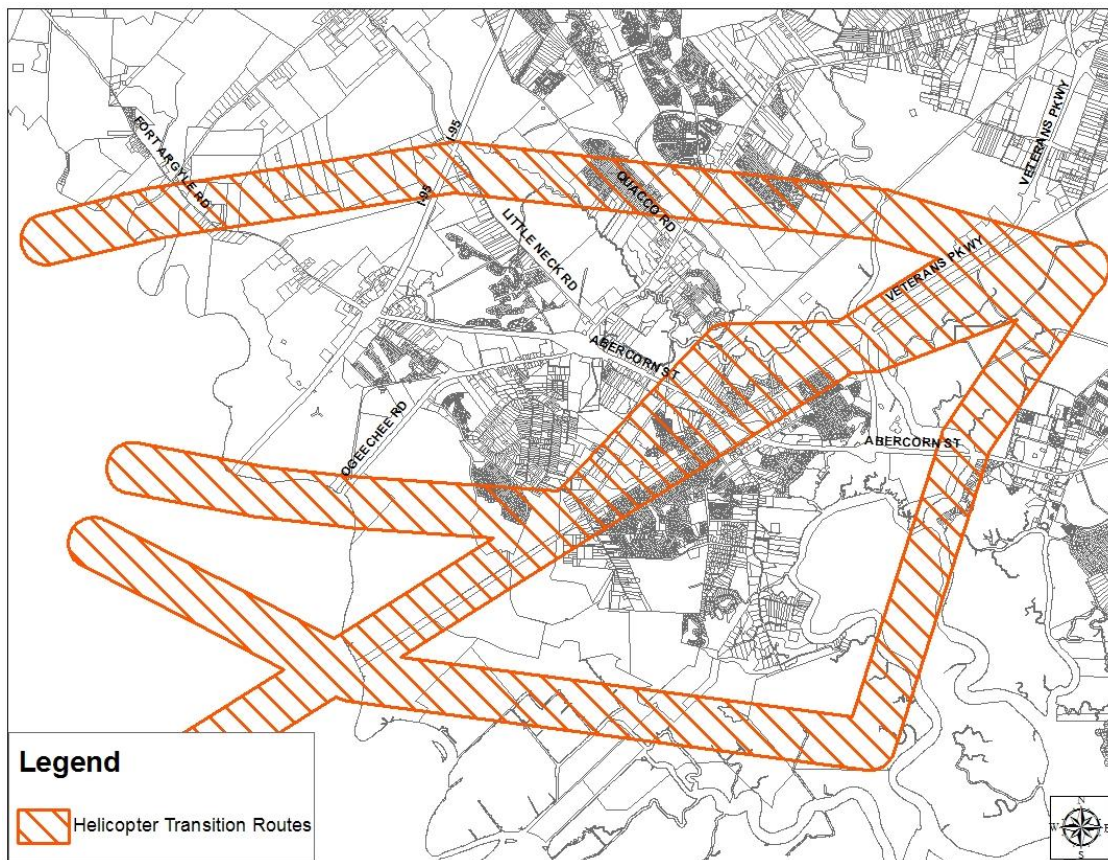 VETERANS PKWY
FORT ARGYLE RD
I-95
I-95
QUACCO RD
LITTLE NECK RD
VETERANS PKWY
ABERCORN ST
OGEECHEE RD
ABERCORN ST
Legend
Helicopter Transition Routes
N
W
E
S